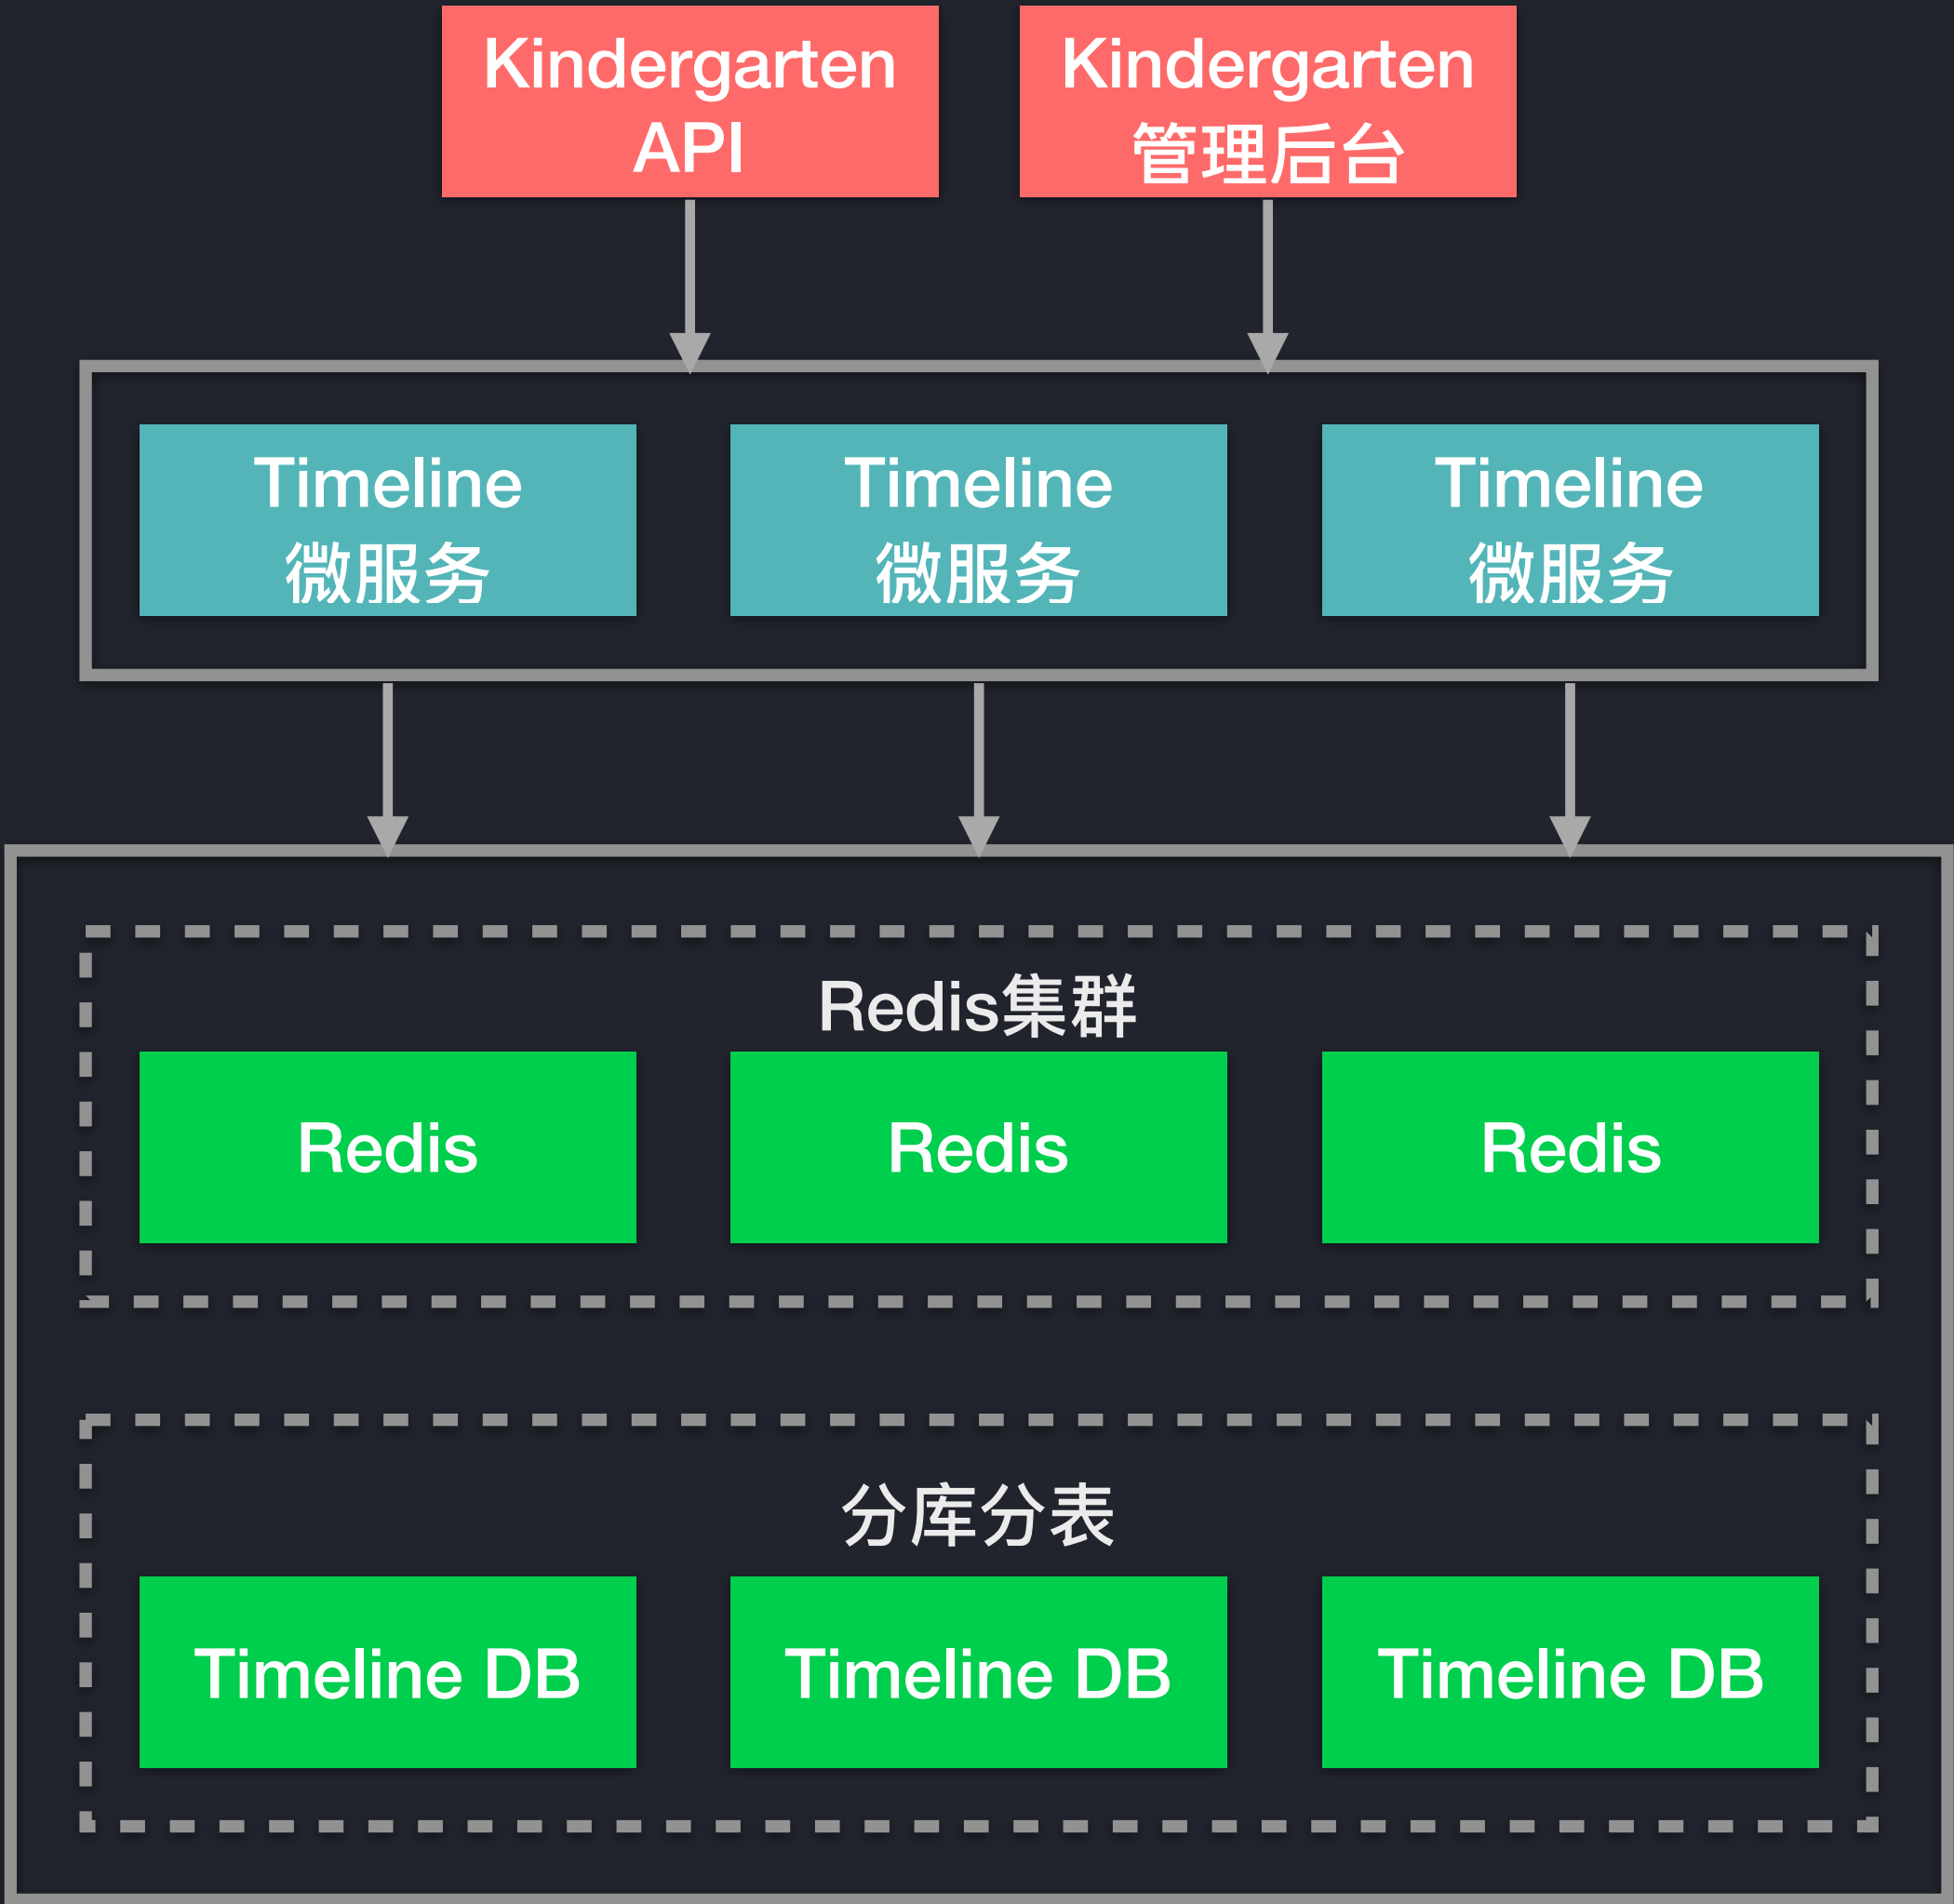 Kindergarten
API
Kindergarten
管理后台
Timeline
微服务
Timeline
微服务
Timeline
微服务
Redis集群
Redis
Redis
Redis
分库分表
Timeline DB
Timeline DB
Timeline DB